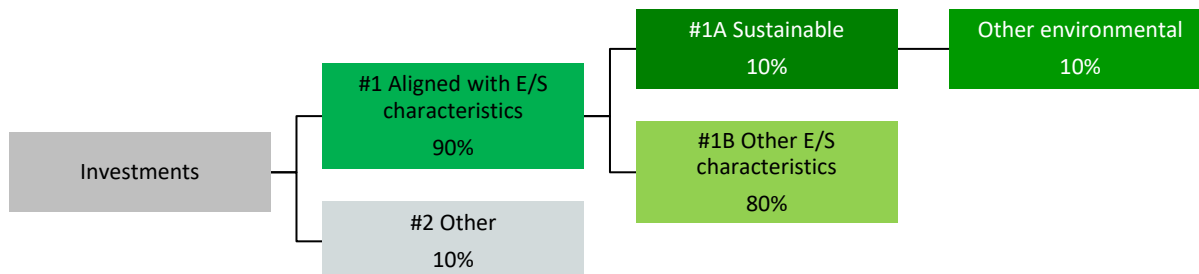 Investments
#1 Aligned with E/S
characteristics
90%
#2 Other
10%
#1A Sustainable
10%
#1B Other E/S
characteristics
80%
Other environmental
10%